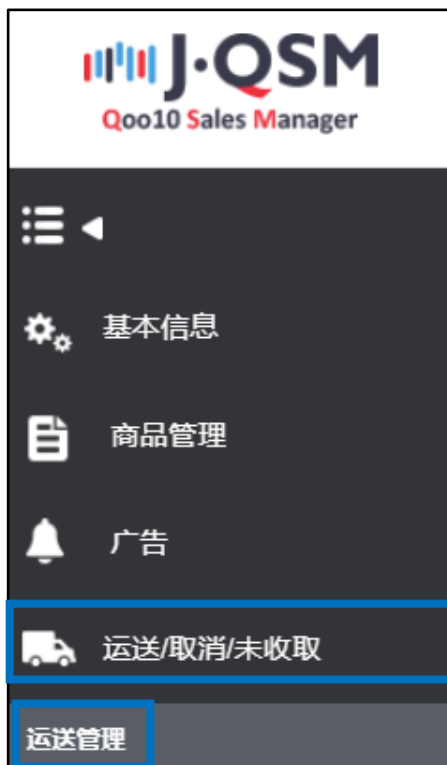 J·QSM
Qoo10 Sales Manager
基本信息
商品管理
广告
运送/取消/未收取
运送管理